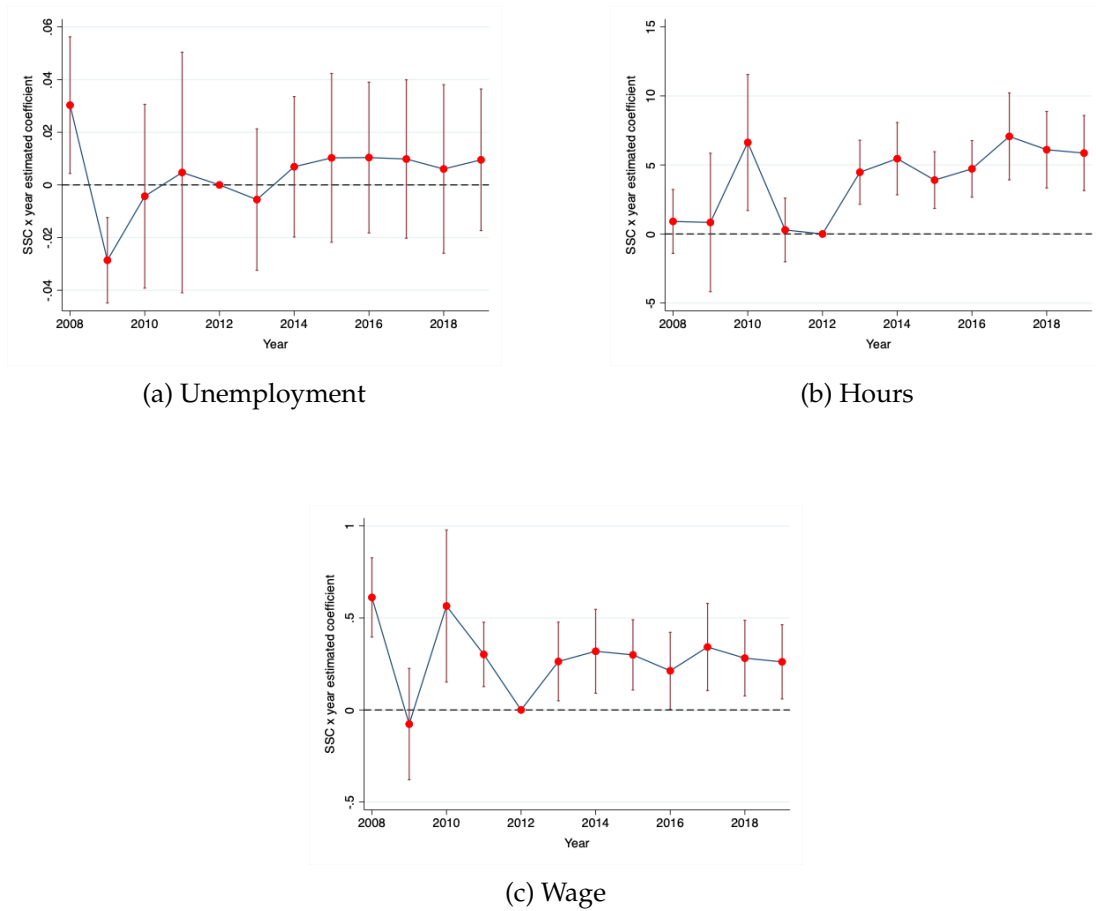 SSC x year estimated coefficient
.06
.04
.02
0
-.02
-.04
2008 2010 2012 2014 2016 2018
Year
(a) Unemployment
SSC x year estimated coefficient
15
10
5
0
-5
2008 2010 2012 2014 2016 2018
Year
(b) Hours
SSC x year estimated coefficient
1
.5
0
-.5
2008 2010 2012 2014 2016 2018
Year
(c) Wage